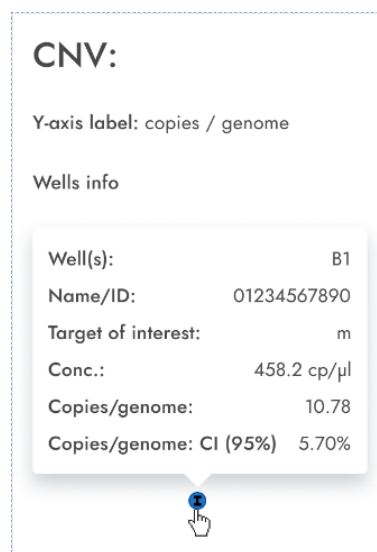 CNV:
Y-axis label: copies / genome
Wells info
Well(s): B1
Name/ID: 01234567890
Target of interest: m
Conc.: 458.2 cp/µl
Copies/genome: 10.78
Copies/genome: CI (95%) 5.70%